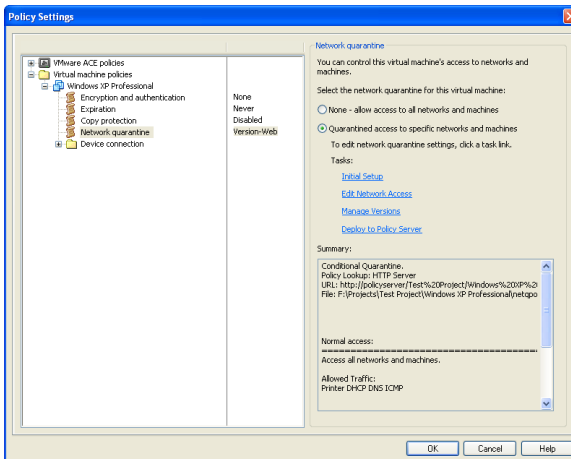 Policy Settings
VMware ACE policies
Virtual machine policies
Windows XP Professional
Encryption and authentication None
Expiration Never
Copy protection Disabled
Network quarantine Version-Web
Device connection
Network quarantine
You can control this virtual machine's access to networks and
machines.
Select the network quarantine for this virtual machine:
None - allow access to all networks and machines
Quarantined access to specific networks and machines
To edit network quarantine settings, click a task link.
Tasks:
Initial Setup
Edit Network Access
Manage Versions
Deploy to Policy Server
Summary:
Conditional Quarantine.
Policy Lookup: HTTP Server
URL: http://policyserver/Test%20Project/Windows%20XP%2
File: F:\Projects\Test Project\Windows XP Professional\netqpo
Normal access:
========================================
Access all networks and machines.
Allowed Traffic:
Printer DHCP DNS ICMP
OK Cancel Help